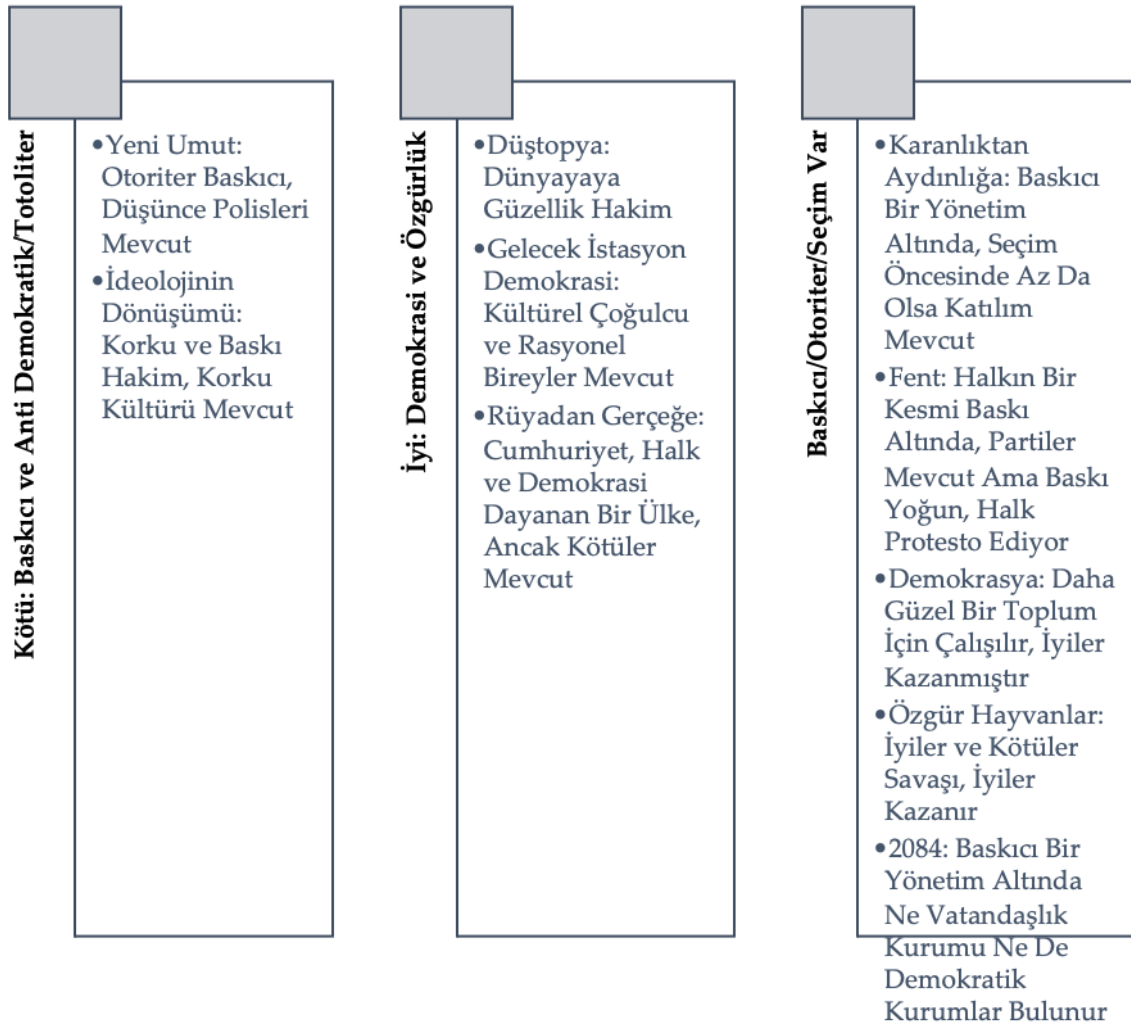 Kötü: Baskıcı ve Anti Demokratik/Totoliter
•Yeni Umut:
Otoriter Baskıcı,
Düşünce Polisleri
Mevcut
•İdeolojinin
Dönüşümü:
Korku ve Baskı
Hakim, Korku
Kültürü Mevcut
İyi: Demokrasi ve Özgürlük
•Düştopya:
Dünyayaya
Güzellik Hakim
•Gelecek İstasyon
Demokrasi:
Kültürel Çoğulcu
ve Rasyonel
Bireyler Mevcut
•Rüyadan Gerçeğe:
Cumhuriyet, Halk
ve Demokrasi
Dayanan Bir Ülke,
Ancak Kötüler
Mevcut
Baskıcı/Otoriter/Seçim Var
•Karanlıktan
Aydınlığa: Baskıcı
Bir Yönetim
Altında, Seçim
Öncesinde Az Da
Olsa Katılım
Mevcut
•Fent: Halkın Bir
Kesmi Baskı
Altında, Partiler
Mevcut Ama Baskı
Yoğun, Halk
Protesto Ediyor
•Demokrasya: Daha
Güzel Bir Toplum
İçin Çalışılır, İyiler
Kazanmıştır
•Özgür Hayvanlar:
İyiler ve Kötüler
Savaşı, İyiler
Kazanır
•2084: Baskıcı Bir
Yönetim Altında
Ne Vatandaşlık
Kurumu Ne De
Demokratik
Kurumlar Bulunur